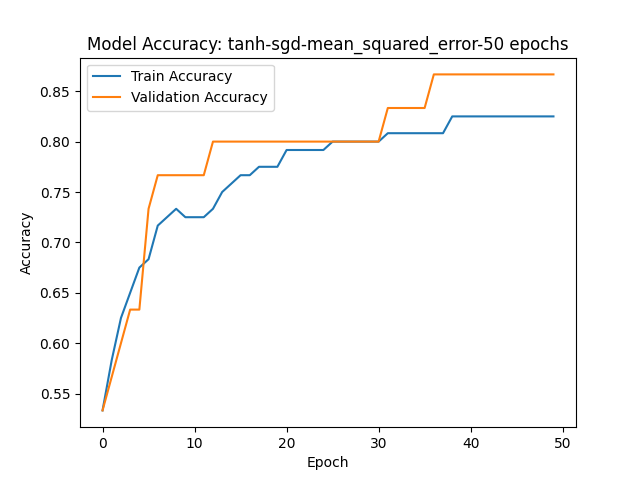 Model Accuracy: tanh-sgd-mean_squared_error-50 epochs
Train Accuracy
Validation Accuracy
0.85
0.80
0.75
0.70
0.65
0.60
0.55
Accuracy
0 10 20 30 40 50
Epoch